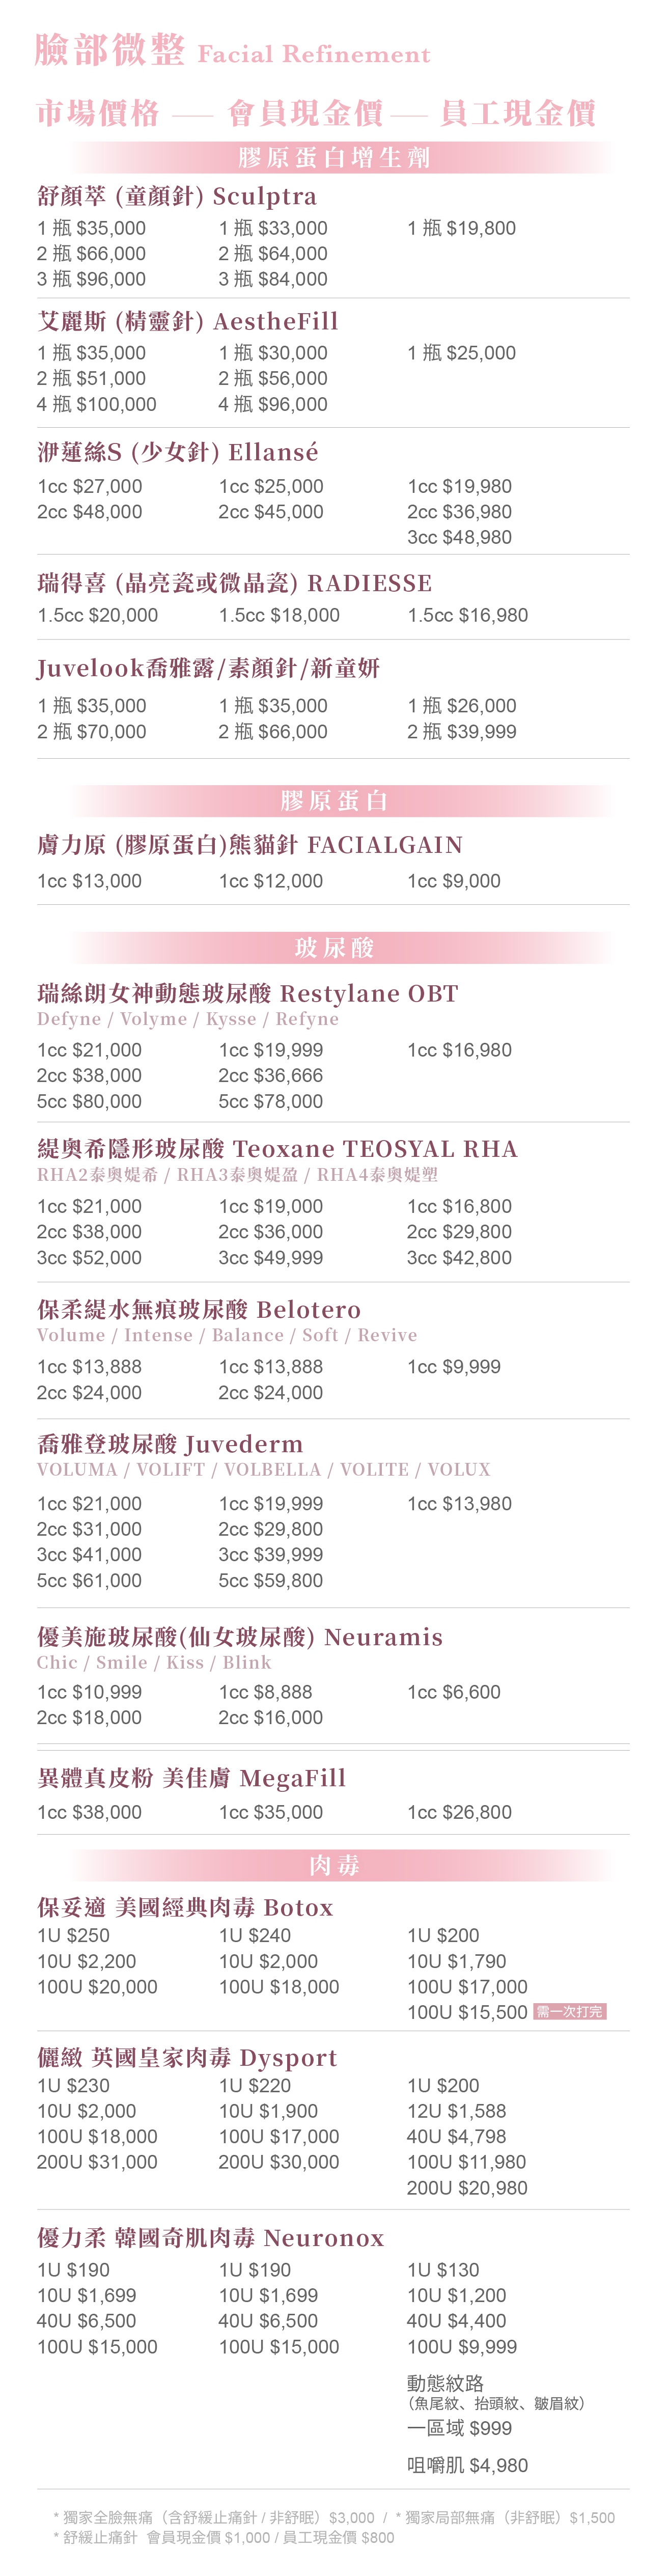 臉部微整 Facial Refinement
市場價格 — 會員現金價 — 員工現金價
膠原蛋白增生劑
舒顏萃 (童顏針) Sculptra
1 瓶 $35,000 1 瓶 $33,000 1 瓶 $19,800
2 瓶 $66,000 2 瓶 $64,000
3 瓶 $96,000 3 瓶 $84,000
艾麗斯 (精靈針) AestheFill
1 瓶 $35,000 1 瓶 $30,000 1 瓶 $25,000
2 瓶 $51,000 2 瓶 $56,000
4 瓶 $100,000 4 瓶 $96,000
洢蓮絲S (少女針) Ellansé
1cc $27,000 1cc $25,000 1cc $19,980
2cc $48,000 2cc $45,000 2cc $36,980
3cc $48,980
瑞得喜 (晶亮瓷或微晶瓷) RADIESSE
1.5cc $20,000 1.5cc $18,000 1.5cc $16,980
Juvelook喬雅露/素顏針/新童妍
1 瓶 $35,000 1 瓶 $35,000 1 瓶 $26,000
2 瓶 $70,000 2 瓶 $66,000 2 瓶 $39,999
膠原蛋白
膚力原 (膠原蛋白)熊貓針 FACIALGAIN
1cc $13,000 1cc $12,000 1cc $9,000
玻尿酸
瑞絲朗女神動態玻尿酸 Restylane OBT
Defyne / Volyme / Kysse / Refyne
1cc $21,000 1cc $19,999 1cc $16,980
2cc $38,000 2cc $36,666
5cc $80,000 5cc $78,000
緹奧希隱形玻尿酸 Teoxane TEOSYAL RHA
RHA2泰奧媞希 / RHA3泰奧媞盈 / RHA4泰奧媞塑
1cc $21,000 1cc $19,000 1cc $16,800
2cc $38,000 2cc $36,000 2cc $29,800
3cc $52,000 3cc $49,999 3cc $42,800
保柔緹水無痕玻尿酸 Belotero
Volume / Intense / Balance / Soft / Revive
1cc $13,888 1cc $13,888 1cc $9,999
2cc $24,000 2cc $24,000
喬雅登玻尿酸 Juvederm
VOLUMA / VOLIFT / VOLBELLA / VOLITE / VOLUX
1cc $21,000 1cc $19,999 1cc $13,980
2cc $31,000 2cc $29,800
3cc $41,000 3cc $39,999
5cc $61,000 5cc $59,800
優美施玻尿酸(仙女玻尿酸) Neuramis
Chic / Smile / Kiss / Blink
1cc $10,999 1cc $8,888 1cc $6,600
2cc $18,000 2cc $16,000
異體真皮粉 美佳膚 MegaFill
1cc $38,000 1cc $35,000 1cc $26,800
肉毒
保妥適 美國經典肉毒 Botox
1U $250 1U $240 1U $200
10U $2,200 10U $2,000 10U $1,790
100U $20,000 100U $18,000 100U $17,000
100U $15,500 需一次打完
儷緻 英國皇家肉毒 Dysport
1U $230 1U $220 1U $200
10U $2,000 10U $1,900 12U $1,588
100U $18,000 100U $17,000 40U $4,798
200U $31,000 200U $30,000 100U $11,980
200U $20,980
優力柔 韓國奇肌肉毒 Neuronox
1U $190 1U $190 1U $130
10U $1,699 10U $1,699 10U $1,200
40U $6,500 40U $6,500 40U $4,400
100U $15,000 100U $15,000 100U $9,999
動態紋路
（魚尾紋、抬頭紋、皺眉紋）
一區域 $999
咀嚼肌 $4,980
* 獨家全臉無痛（含舒緩止痛針 / 非舒眠）$3,000 / * 獨家局部無痛（非舒眠）$1,500
* 舒緩止痛針 會員現金價 $1,000 / 員工現金價 $800